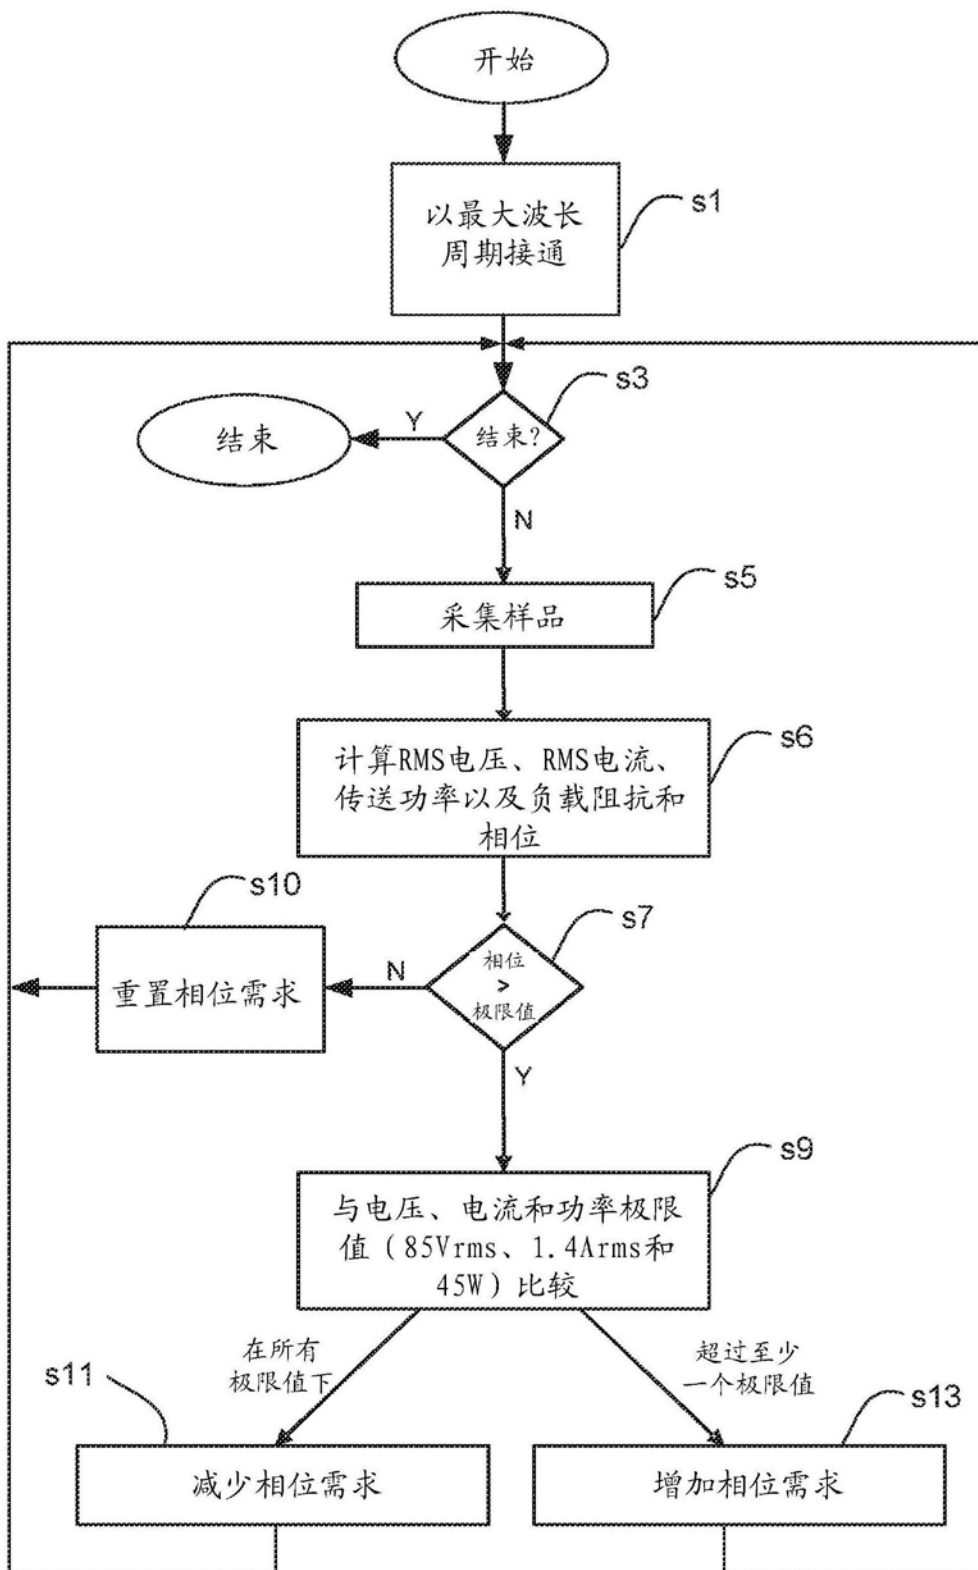 开始
以最大波长
周期接通
s1
s3
结束
Y
结束?
N
采集样品
s5
计算RMS电压、RMS电流、
传送功率以及负载阻抗和
相位
s6
s10
重置相位需求
N
相位
>
极限值
s7
Y
与电压、电流和功率极限
值（85Vrms、1.4Arms和
45W）比较
s9
在所有
极限值下
超过至少
一个极限值
s11
减少相位需求
s13
增加相位需求